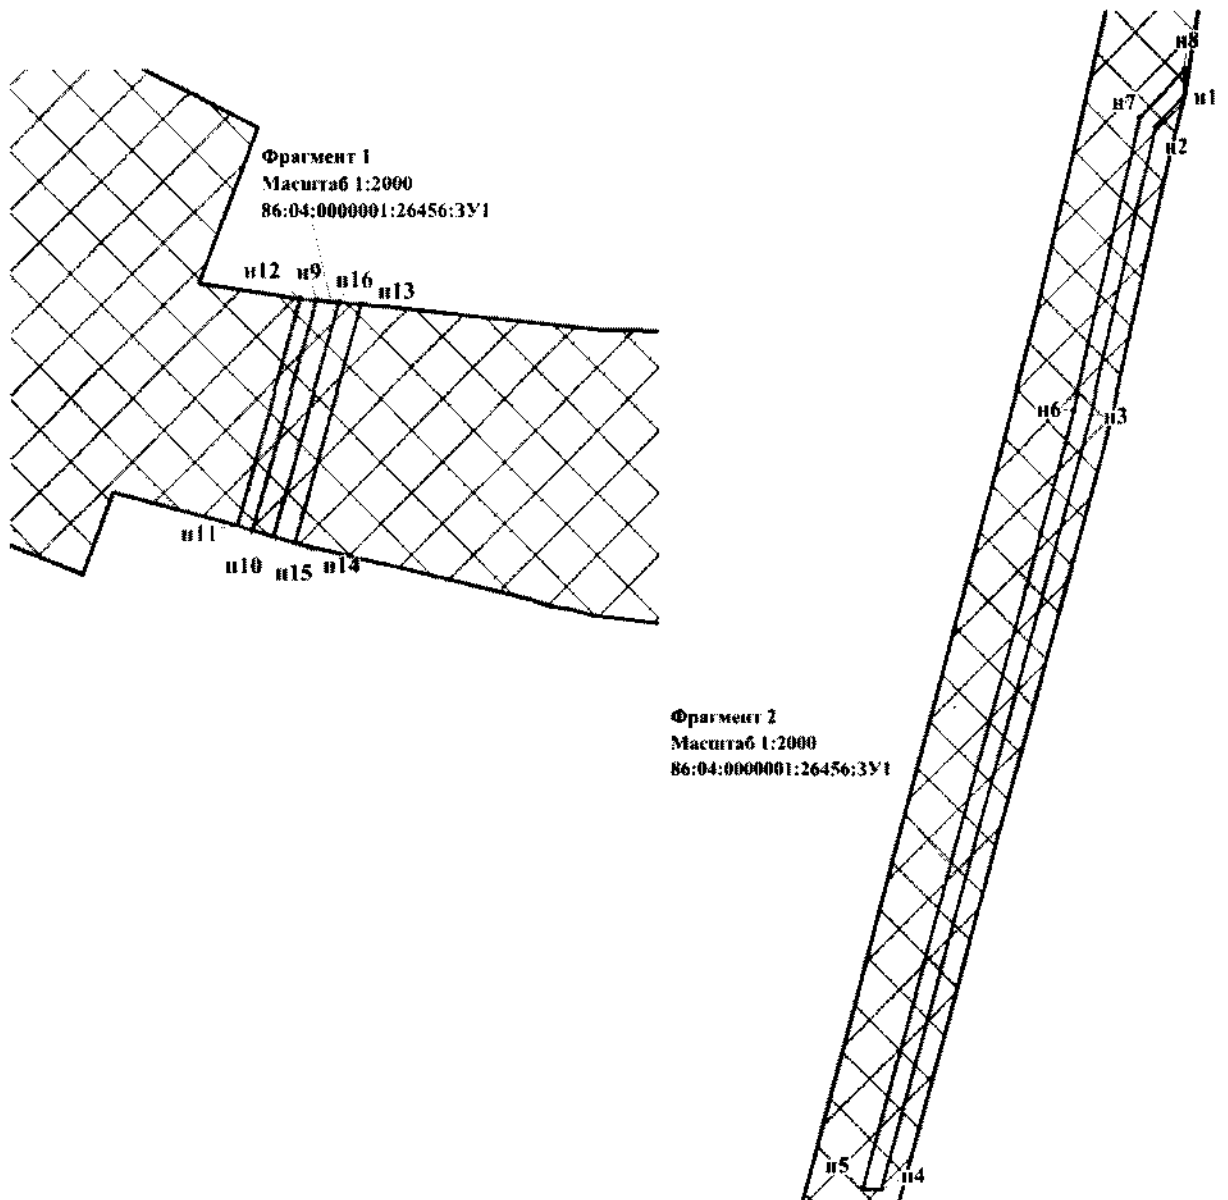 Фрагмент 1
Масштаб 1:2000
86:04:0000001:26456:ЗУ1
н12 н9 н16 н13
н11
н10 н15 н14
н8
н7
н1
н2
н6
н3
Фрагмент 2
Масштаб 1:2000
86:04:0000001:26456:ЗУ1
н5
н4